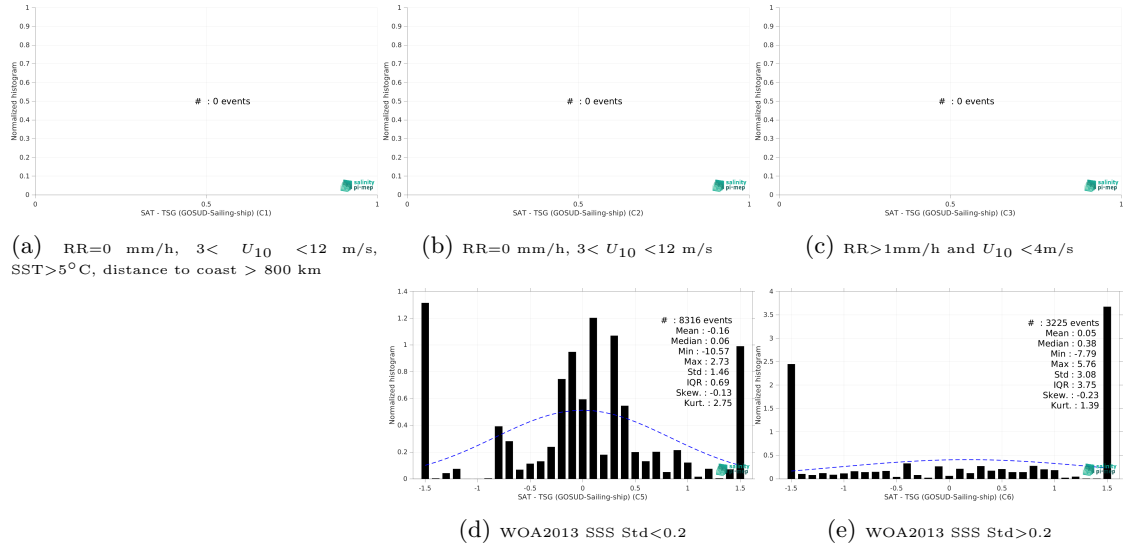 1
0.9
0.8
0.7
0.6
0.5
0.4
0.3
0.2
0.1
0
Normalized histogram
# : 0 events
salinity
pi-mep
0 0.5 1
SAT - TSG (GOSUD-Sailing-ship) (C1)
(a) RR=0 mm/h, 3< U10 <12 m/s,
SST>5°C, distance to coast > 800 km
1
0.9
0.8
0.7
0.6
0.5
0.4
0.3
0.2
0.1
0
Normalized histogram
# : 0 events
salinity
pi-mep
0 0.5 1
SAT - TSG (GOSUD-Sailing-ship) (C2)
(b) RR=0 mm/h, 3< U10 <12 m/s
1
0.9
0.8
0.7
0.6
0.5
0.4
0.3
0.2
0.1
0
Normalized histogram
# : 0 events
salinity
pi-mep
0 0.5 1
SAT - TSG (GOSUD-Sailing-ship) (C3)
(c) RR>1mm/h and U10 <4m/s
1.4
1.2
1
0.8
0.6
0.4
0.2
0
Normalized histogram
# : 8316 events
Mean : -0.16
Median : 0.06
Min : -10.57
Max : 2.73
Std : 1.46
IQR : 0.69
Skew. : -0.13
Kurt. : 2.75
salinity
pi-mep
-1.5 -1 -0.5 0 0.5 1 1.5
SAT - TSG (GOSUD-Sailing-ship) (C5)
(d) WOA2013 SSS Std<0.2
4
3.5
3
2.5
2
1.5
1
0.5
0
Normalized histogram
# : 3225 events
Mean : 0.05
Median : 0.38
Min : -7.79
Max : 5.76
Std : 3.08
IQR : 3.75
Skew. : -0.23
Kurt. : 1.39
salinity
pi-mep
-1.5 -1 -0.5 0 0.5 1 1.5
SAT - TSG (GOSUD-Sailing-ship) (C6)
(e) WOA2013 SSS Std>0.2